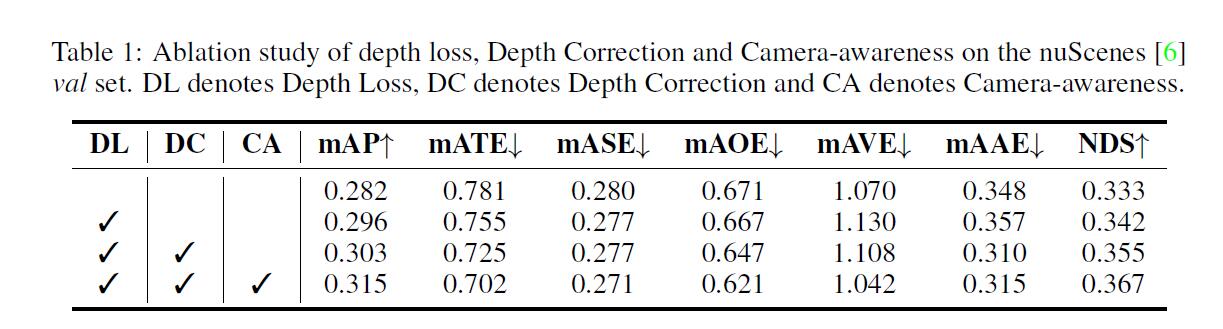 Table 1: Ablation study of depth loss, Depth Correction and Camera-awareness on the nuScenes [6]
val set. DL denotes Depth Loss, DC denotes Depth Correction and CA denotes Camera-awareness.
DL DC CA mAP↑ mATE↓ mASE↓ mAOE↓ mAVE↓ mAAE↓ NDS↑
0.282 0.781 0.280 0.671 1.070 0.348 0.333
✓ 0.296 0.755 0.277 0.667 1.130 0.357 0.342
✓ ✓ 0.303 0.725 0.277 0.647 1.108 0.310 0.355
✓ ✓ ✓ 0.315 0.702 0.271 0.621 1.042 0.315 0.367